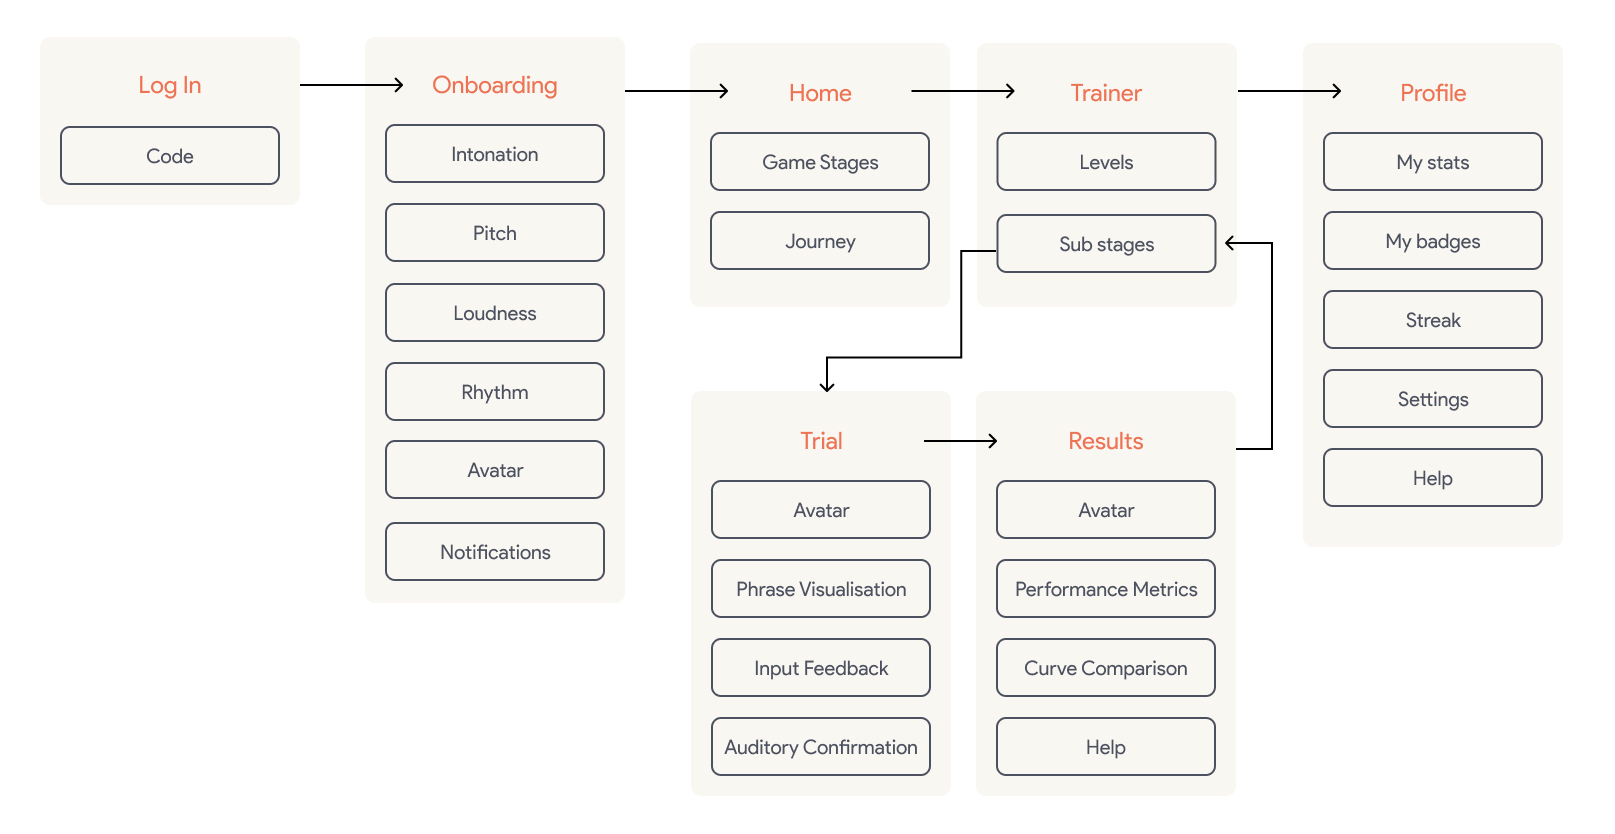 Log In
Code
Onboarding
Intonation
Pitch
Loudness
Rhythm
Avatar
Notifications
Home
Game Stages
Journey
Trainer
Levels
Sub stages
Profile
My stats
My badges
Streak
Settings
Help
Trial
Avatar
Phrase Visualisation
Input Feedback
Auditory Confirmation
Results
Avatar
Performance Metrics
Curve Comparison
Help